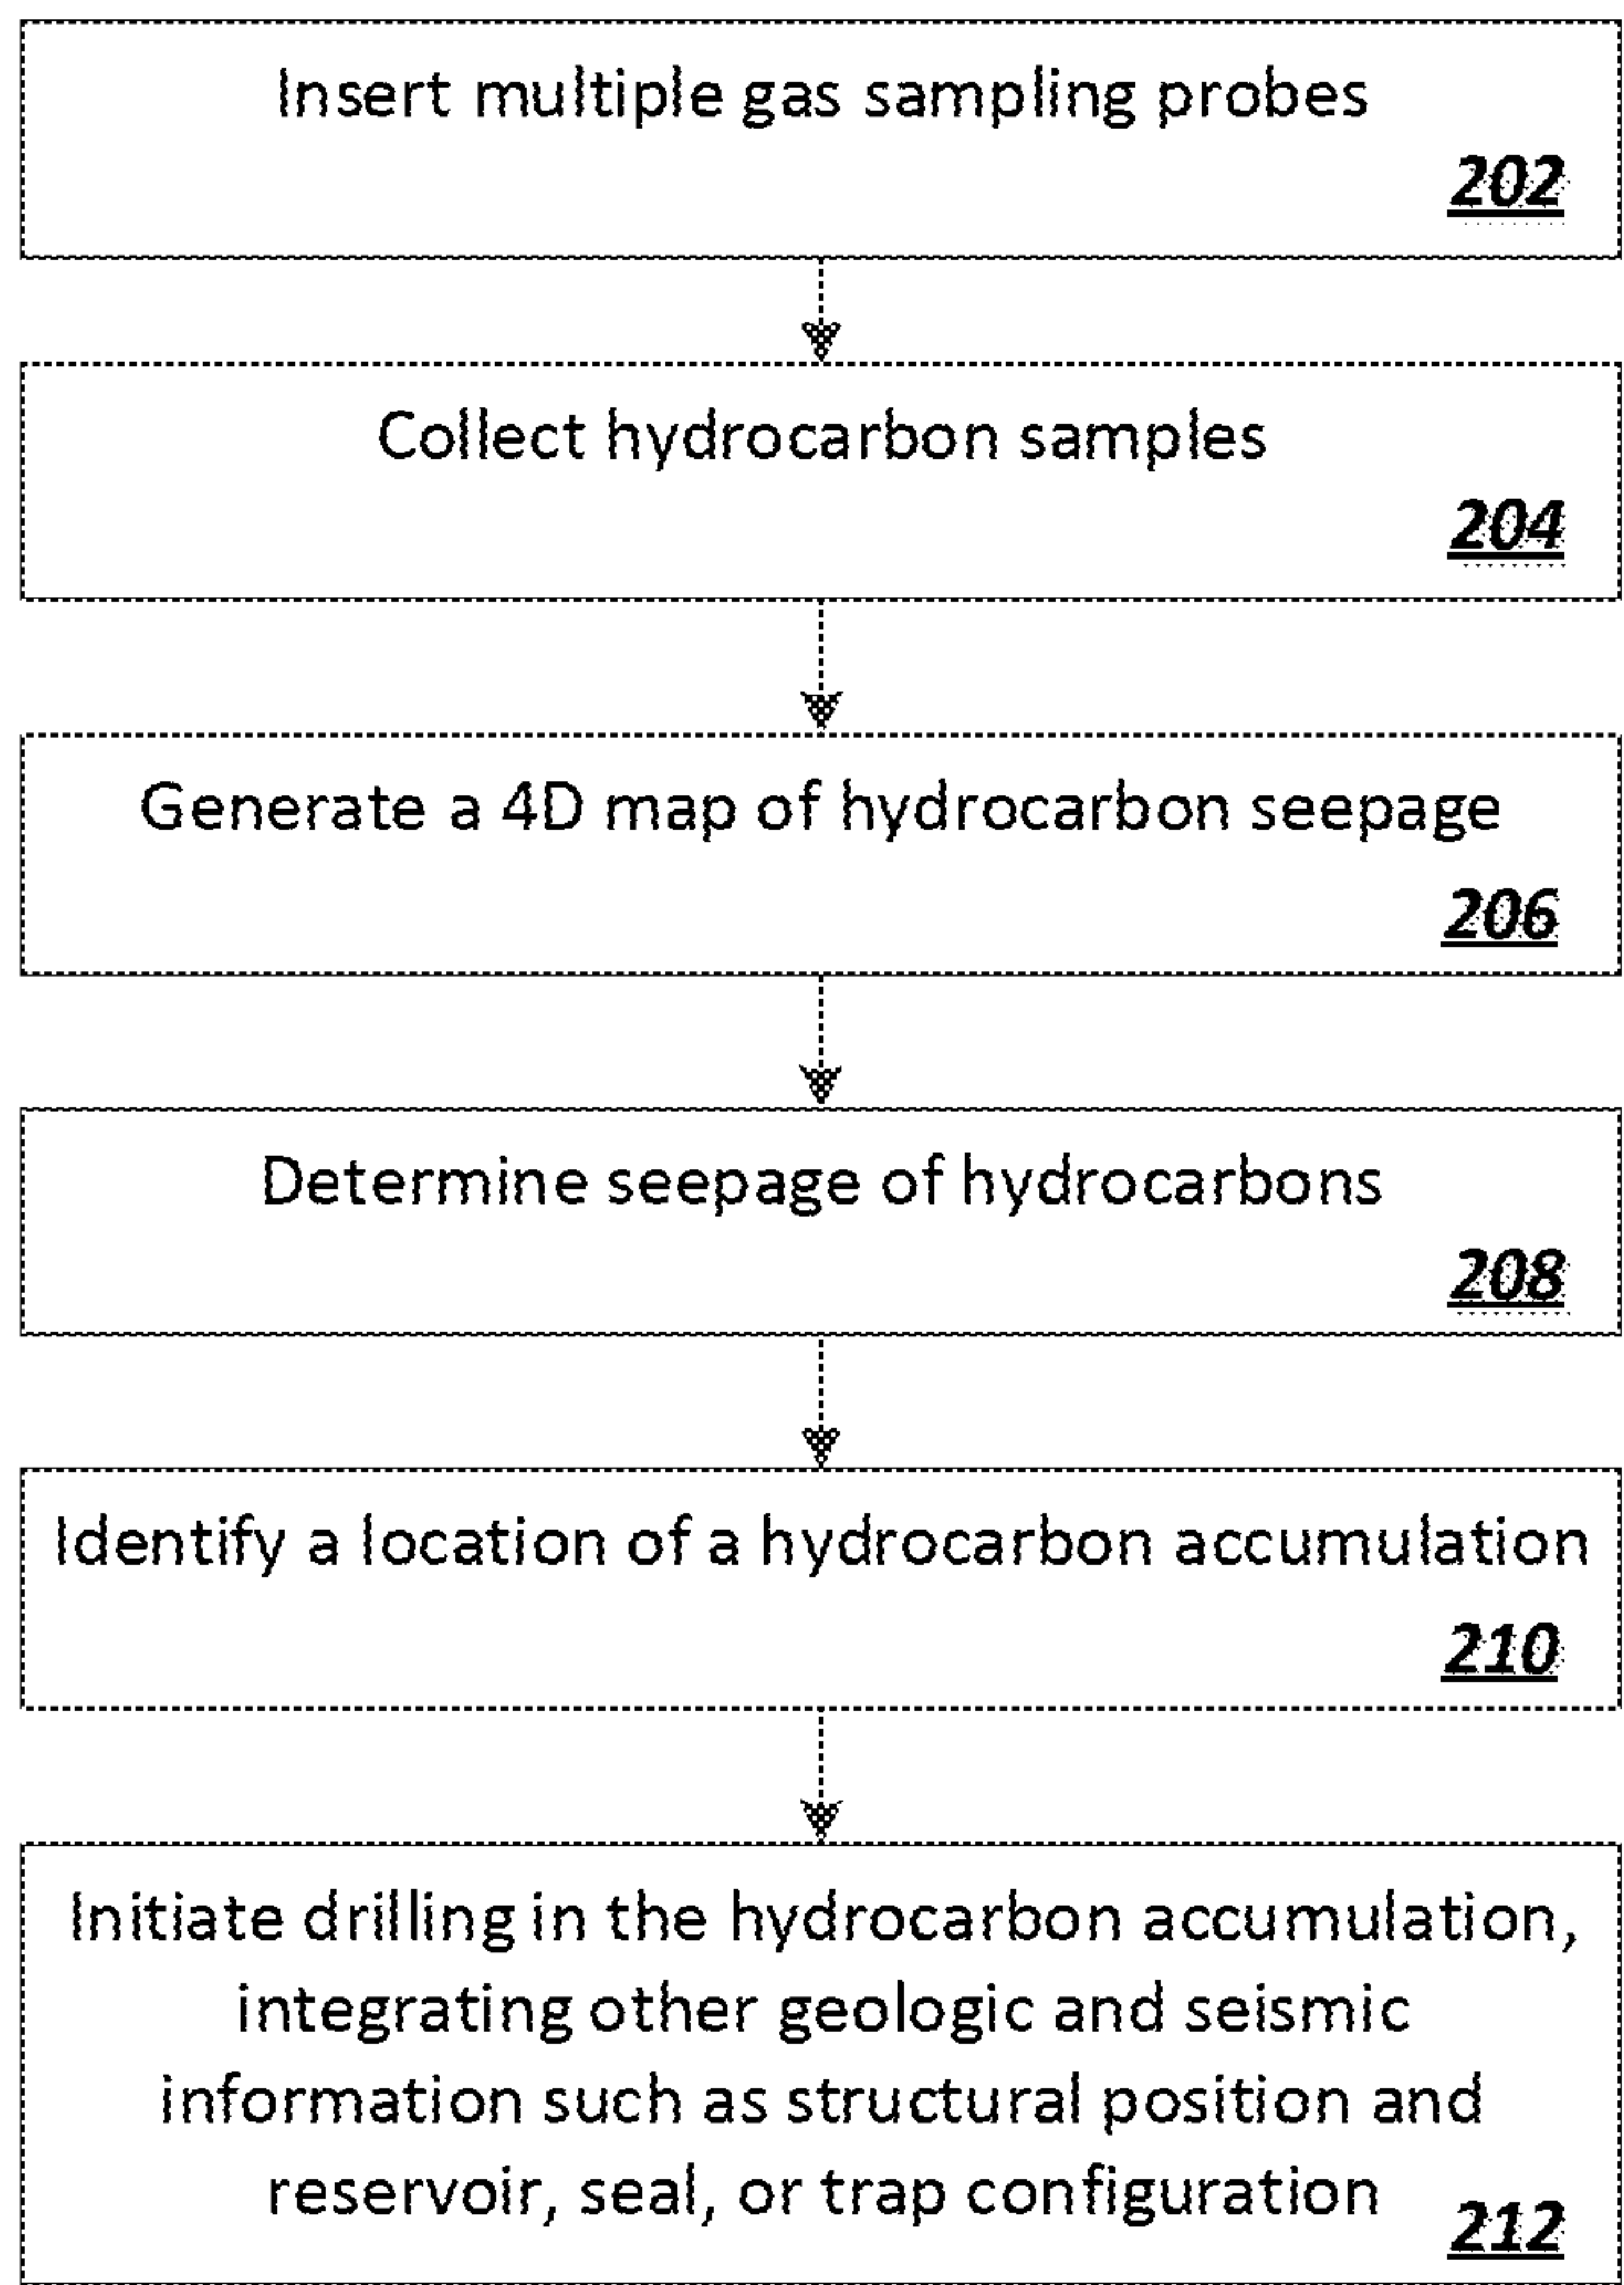 Insert multiple gas sampling probes
202
Collect hydrocarbon samples
204
Generate a 4D map of hydrocarbon seepage
206
Determine seepage of hydrocarbons
208
Identify a location of a hydrocarbon accumulation
210
Initiate drilling in the hydrocarbon accumulation,
integrating other geologic and seismic
information such as structural position and
reservoir, seal, or trap configuration
212